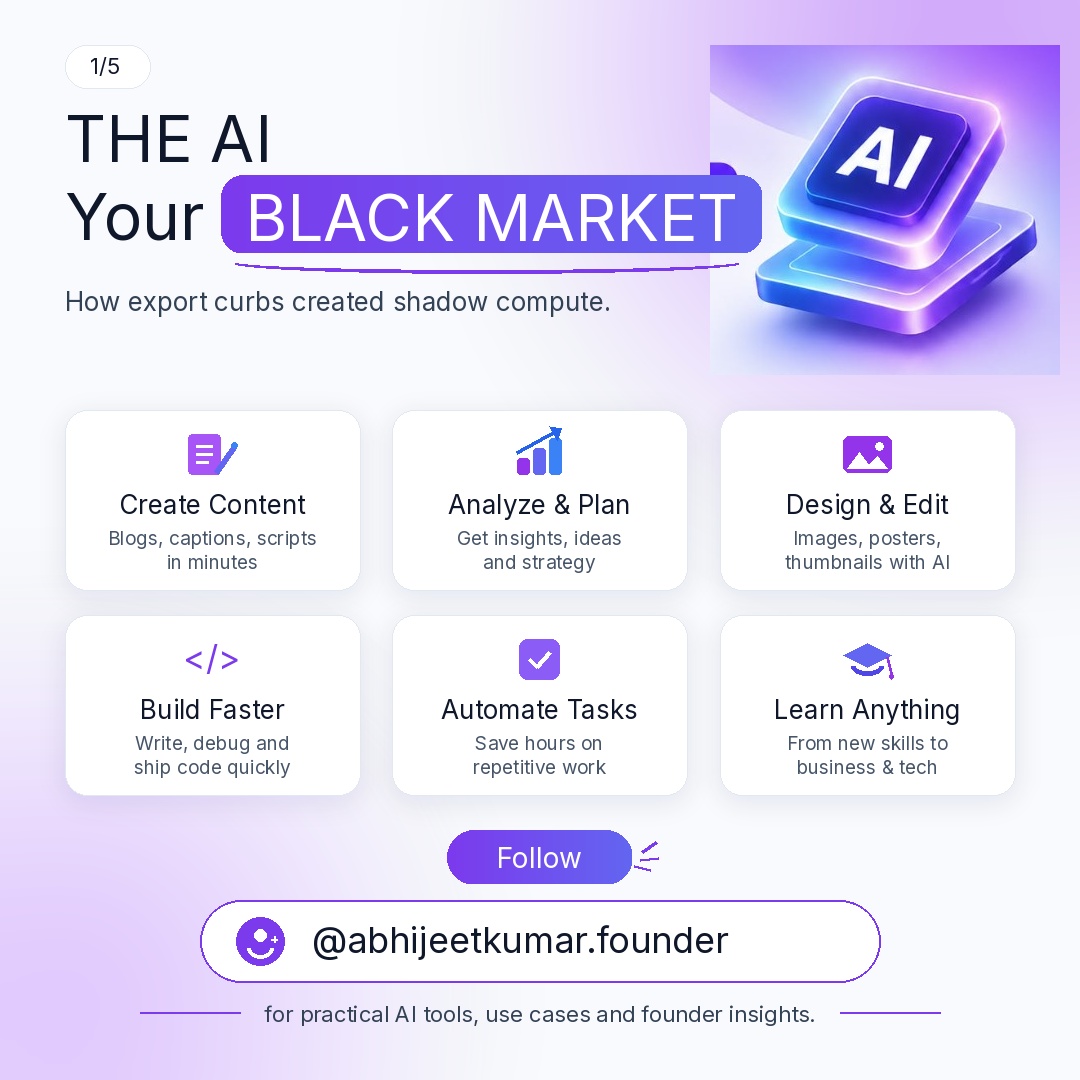 1/5
THE AI
Your BLACK MARKET
How export curbs created shadow compute.
AI
Create Content
Blogs, captions, scripts
in minutes
Analyze & Plan
Get insights, ideas
and strategy
Design & Edit
Images, posters,
thumbnails with AI
</>
Build Faster
Write, debug and
ship code quickly
Automate Tasks
Save hours on
repetitive work
Learn Anything
From new skills to
business & tech
Follow
@abhijeetkumar.founder
for practical AI tools, use cases and founder insights.